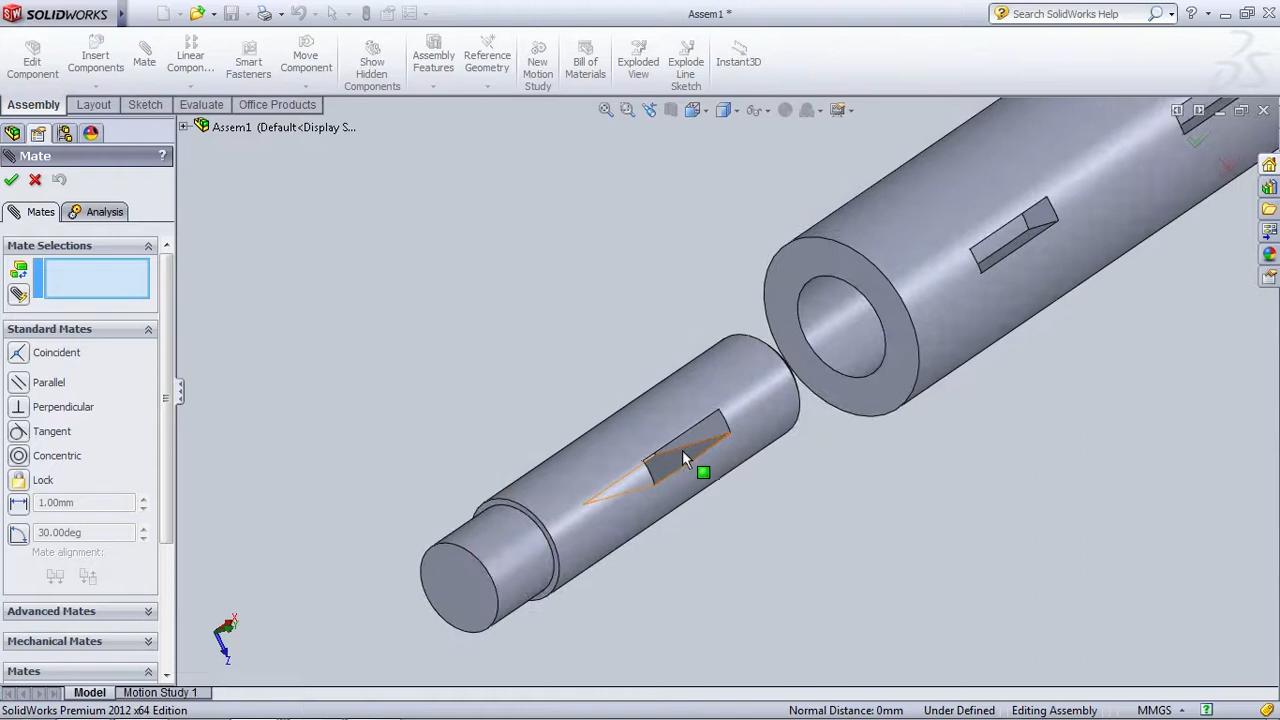 SOLIDWORKS
Assem1 *
Search SolidWorks Help
Edit
Component
Insert
Components
Mate
Linear
Compon...
Smart
Fasteners
Move
Component
Show
Hidden
Components
Assembly
Features
Reference
Geometry
New
Motion
Study
Bill of
Materials
Exploded
View
Explode
Line
Sketch
Instant3D
Assembly
Layout
Sketch
Evaluate
Office Products
Assem1 (Default<Display S...
Mate
?
Mates
Analysis
Mate Selections
Standard Mates
Coincident
Parallel
Perpendicular
Tangent
Concentric
Lock
1.00mm
30.00deg
Mate alignment:
Advanced Mates
Mechanical Mates
Mates
X
Z
Model
Motion Study 1
SolidWorks Premium 2012 x64 Edition
Normal Distance: 0mm
Under Defined
Editing Assembly
MMGS
?